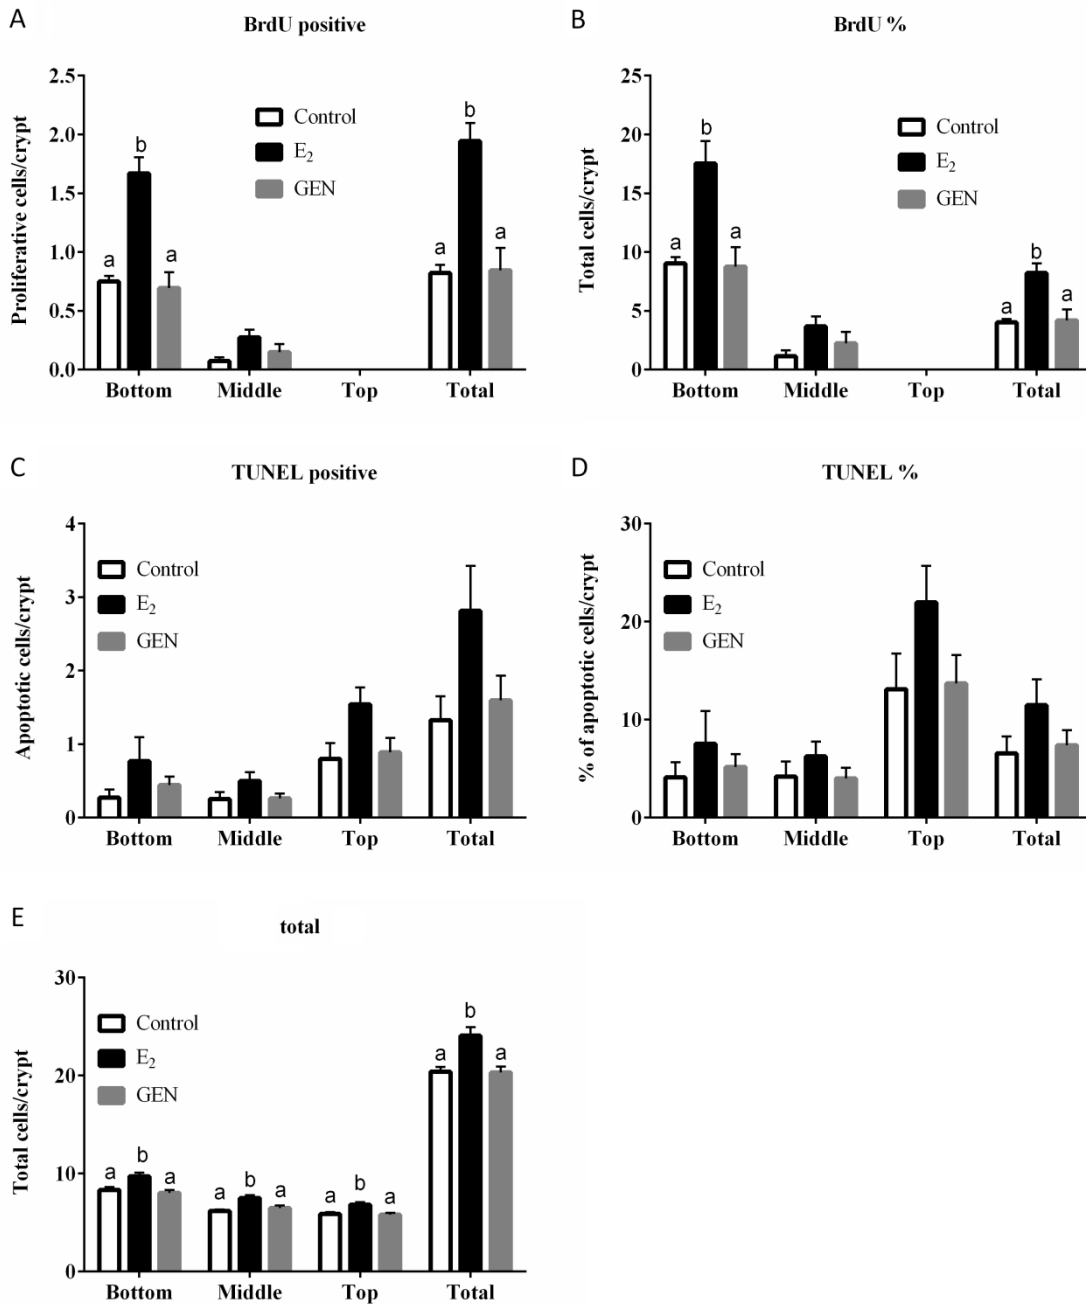 A
BrdU positive
Proliferative cells/crypt
2.5
2.0
1.5
1.0
0.5
0.0
Control
E₂
GEN
a b a
a b a
Bottom Middle Top Total
B
BrdU %
Total cells/crypt
25
20
15
10
5
0
Control
E₂
GEN
a b a
a b a
Bottom Middle Top Total
C
TUNEL positive
Apoptotic cells/crypt
4
3
2
1
0
Control
E₂
GEN
Bottom Middle Top Total
D
TUNEL %
% of apoptotic cells/crypt
30
20
10
0
Control
E₂
GEN
Bottom Middle Top Total
E
total
Total cells/crypt
30
20
10
0
Control
E₂
GEN
a b a
a b a
a b a
a b a
Bottom Middle Top Total